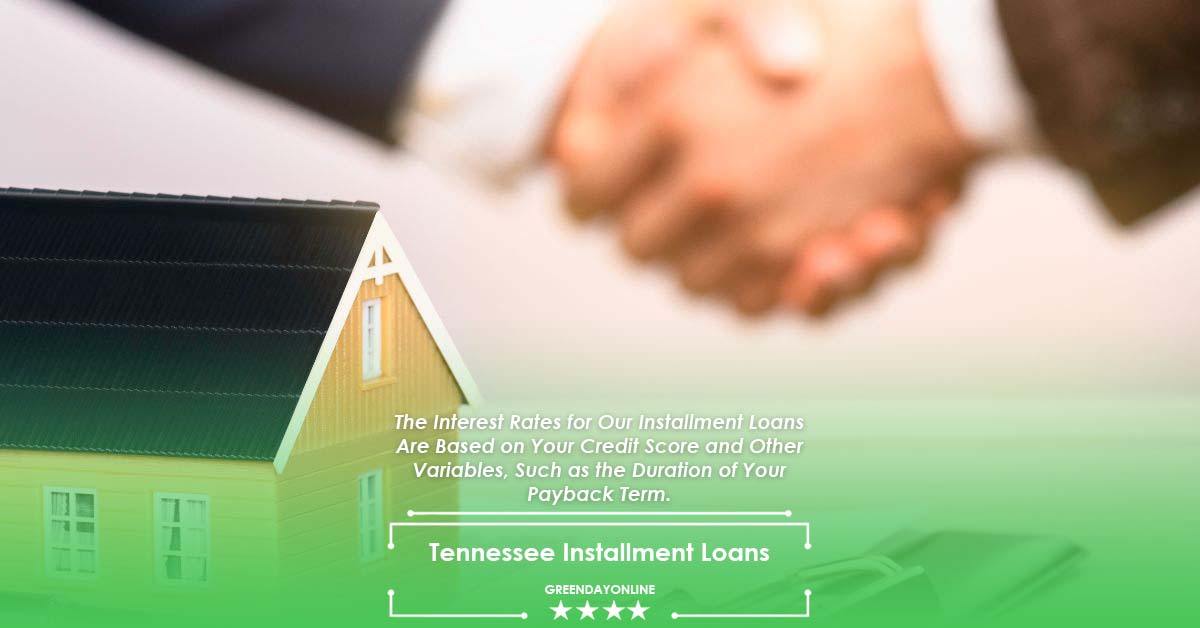 The Interest Rates for Our Installment Loans
Are Based on Your Credit Score and Other
Variables, Such as the Duration of Your
Payback Term.
Tennessee Installment Loans
GREENDAYONLINE